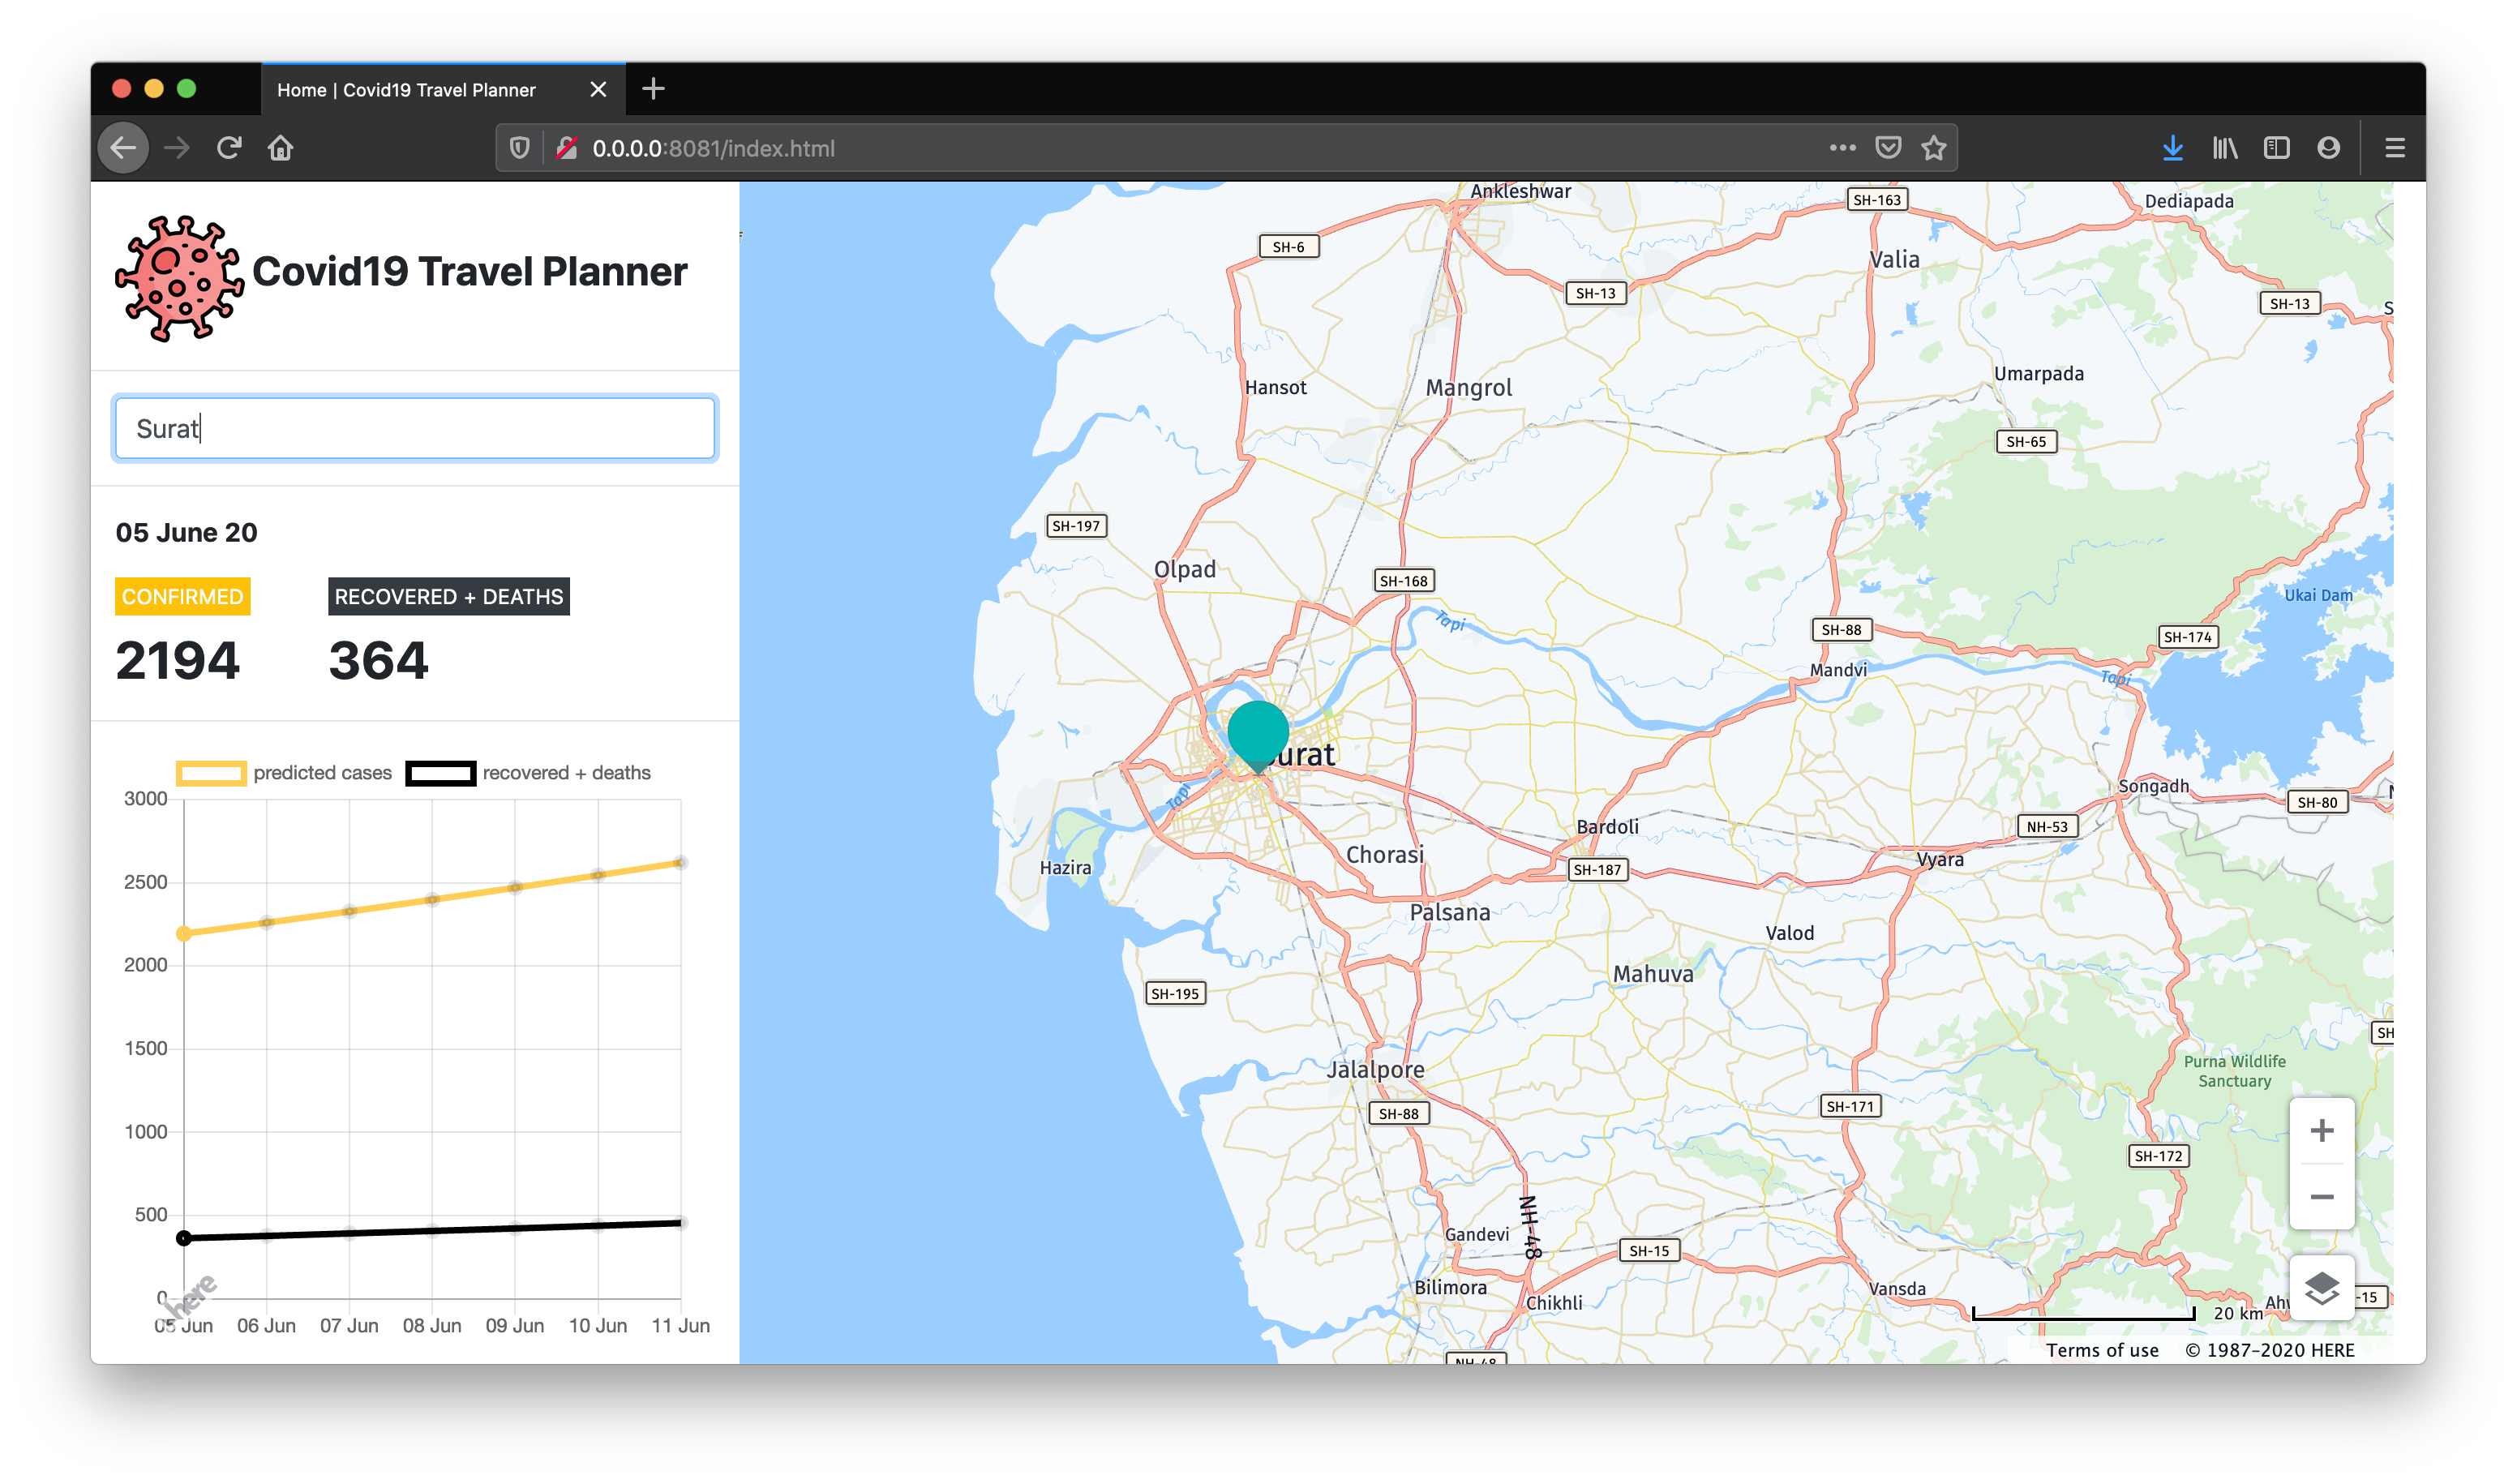 Home | Covid19 Travel Planner
0.0.0.0:8081/index.html
Covid19 Travel Planner
Surat
05 June 20
CONFIRMED
RECOVERED + DEATHS
2194
364
predicted cases
recovered + deaths
3000
2500
2000
1500
1000
500
0
here
05 Jun
06 Jun
07 Jun
08 Jun
09 Jun
10 Jun
11 Jun
Ankleshwar
SH-163
Dediapada
SH-6
Valia
SH-13
SH-13
Hansot
Mangrol
Umarpada
SH-65
SH-197
Olpad
SH-168
Tapi
Ukai Dam
SH-88
SH-174
Mandvi
Tapi
urat
Tapi
Songadh
SH-80
NH-53
Bardoli
Chorasi
Vyara
Hazira
SH-187
Palsana
Valod
Mahuva
SH-195
SH
Purna Wildlife
Sanctuary
Jalalpore
SH-88
SH-171
SH-172
NH-48
Gandevi
SH-15
Bilimora
Chikhli
Vansda
-15
20 km
NH-48
Terms of use
© 1987–2020 HERE